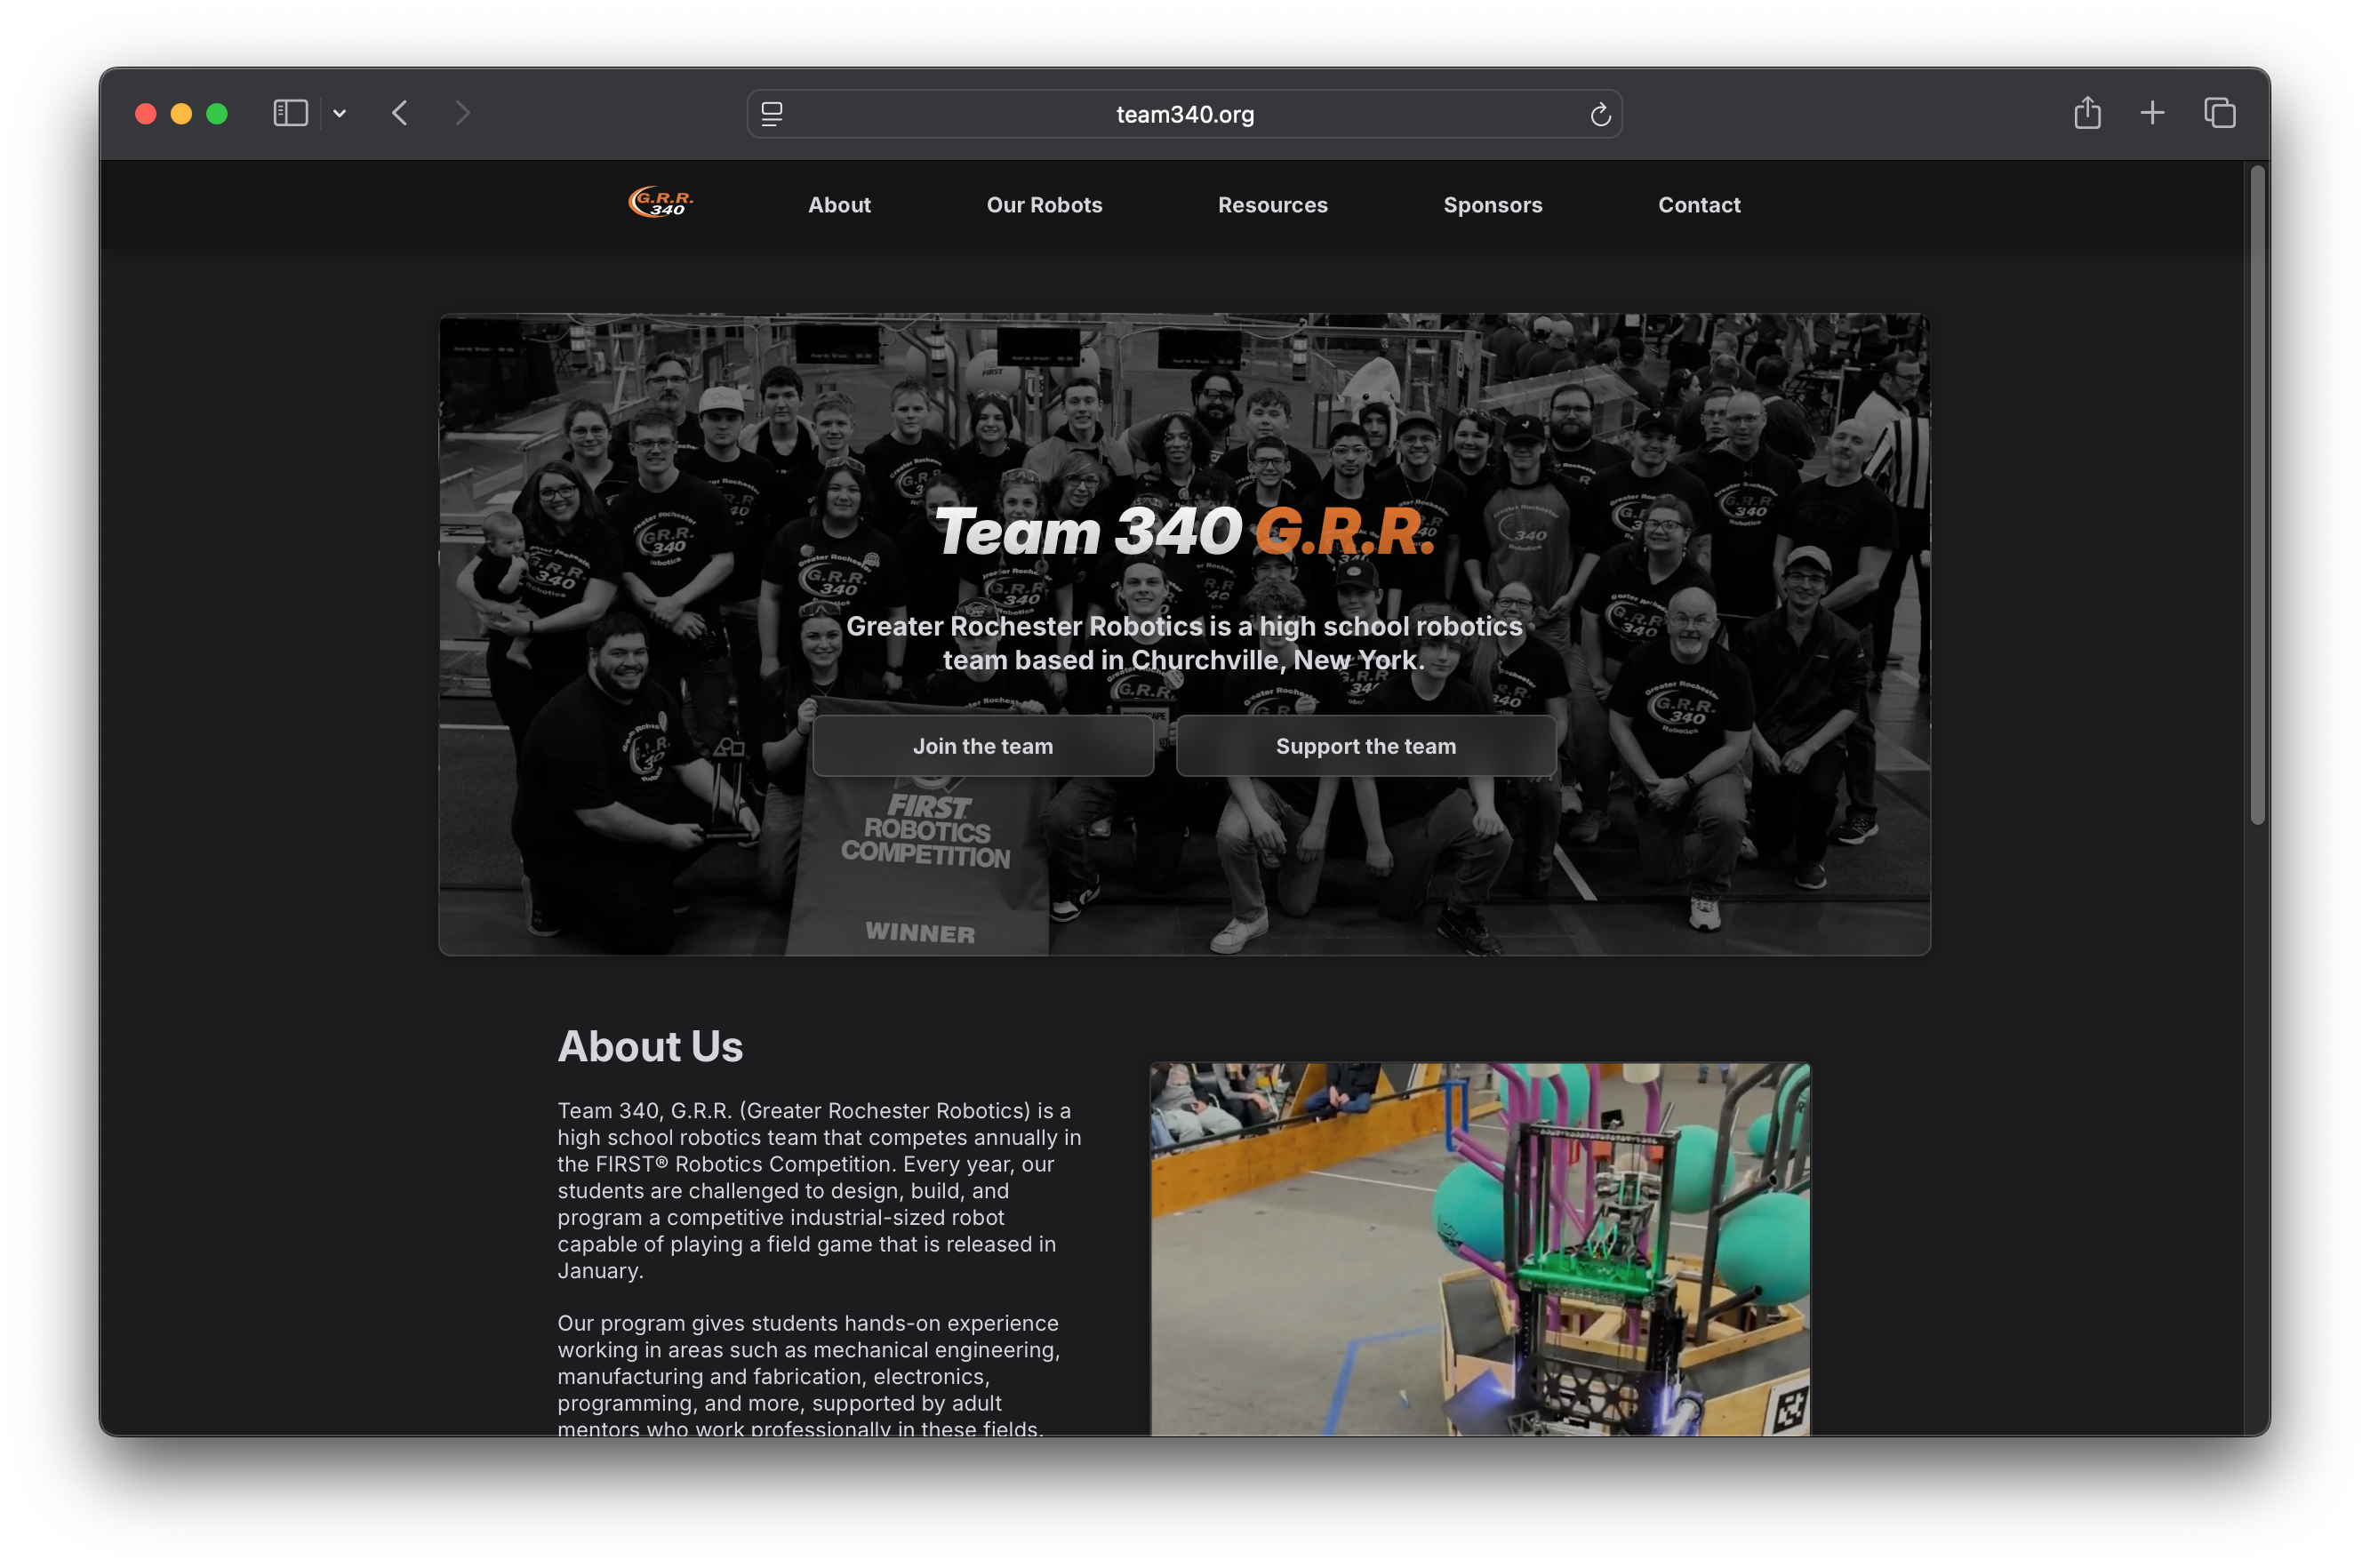 team340.org
G.R.R.
340
About
Our Robots
Resources
Sponsors
Contact
Team 340 G.R.R.
Greater Rochester Robotics is a high school robotics
team based in Churchville, New York.
Join the team
Support the team
FIRST
ROBOTICS
COMPETITION
WINNER
About Us
Team 340, G.R.R. (Greater Rochester Robotics) is a
high school robotics team that competes annually in
the FIRST® Robotics Competition. Every year, our
students are challenged to design, build, and
program a competitive industrial-sized robot
capable of playing a field game that is released in
January.
Our program gives students hands-on experience
working in areas such as mechanical engineering,
manufacturing and fabrication, electronics,
programming, and more, supported by adult
mentors who work professionally in these fields.